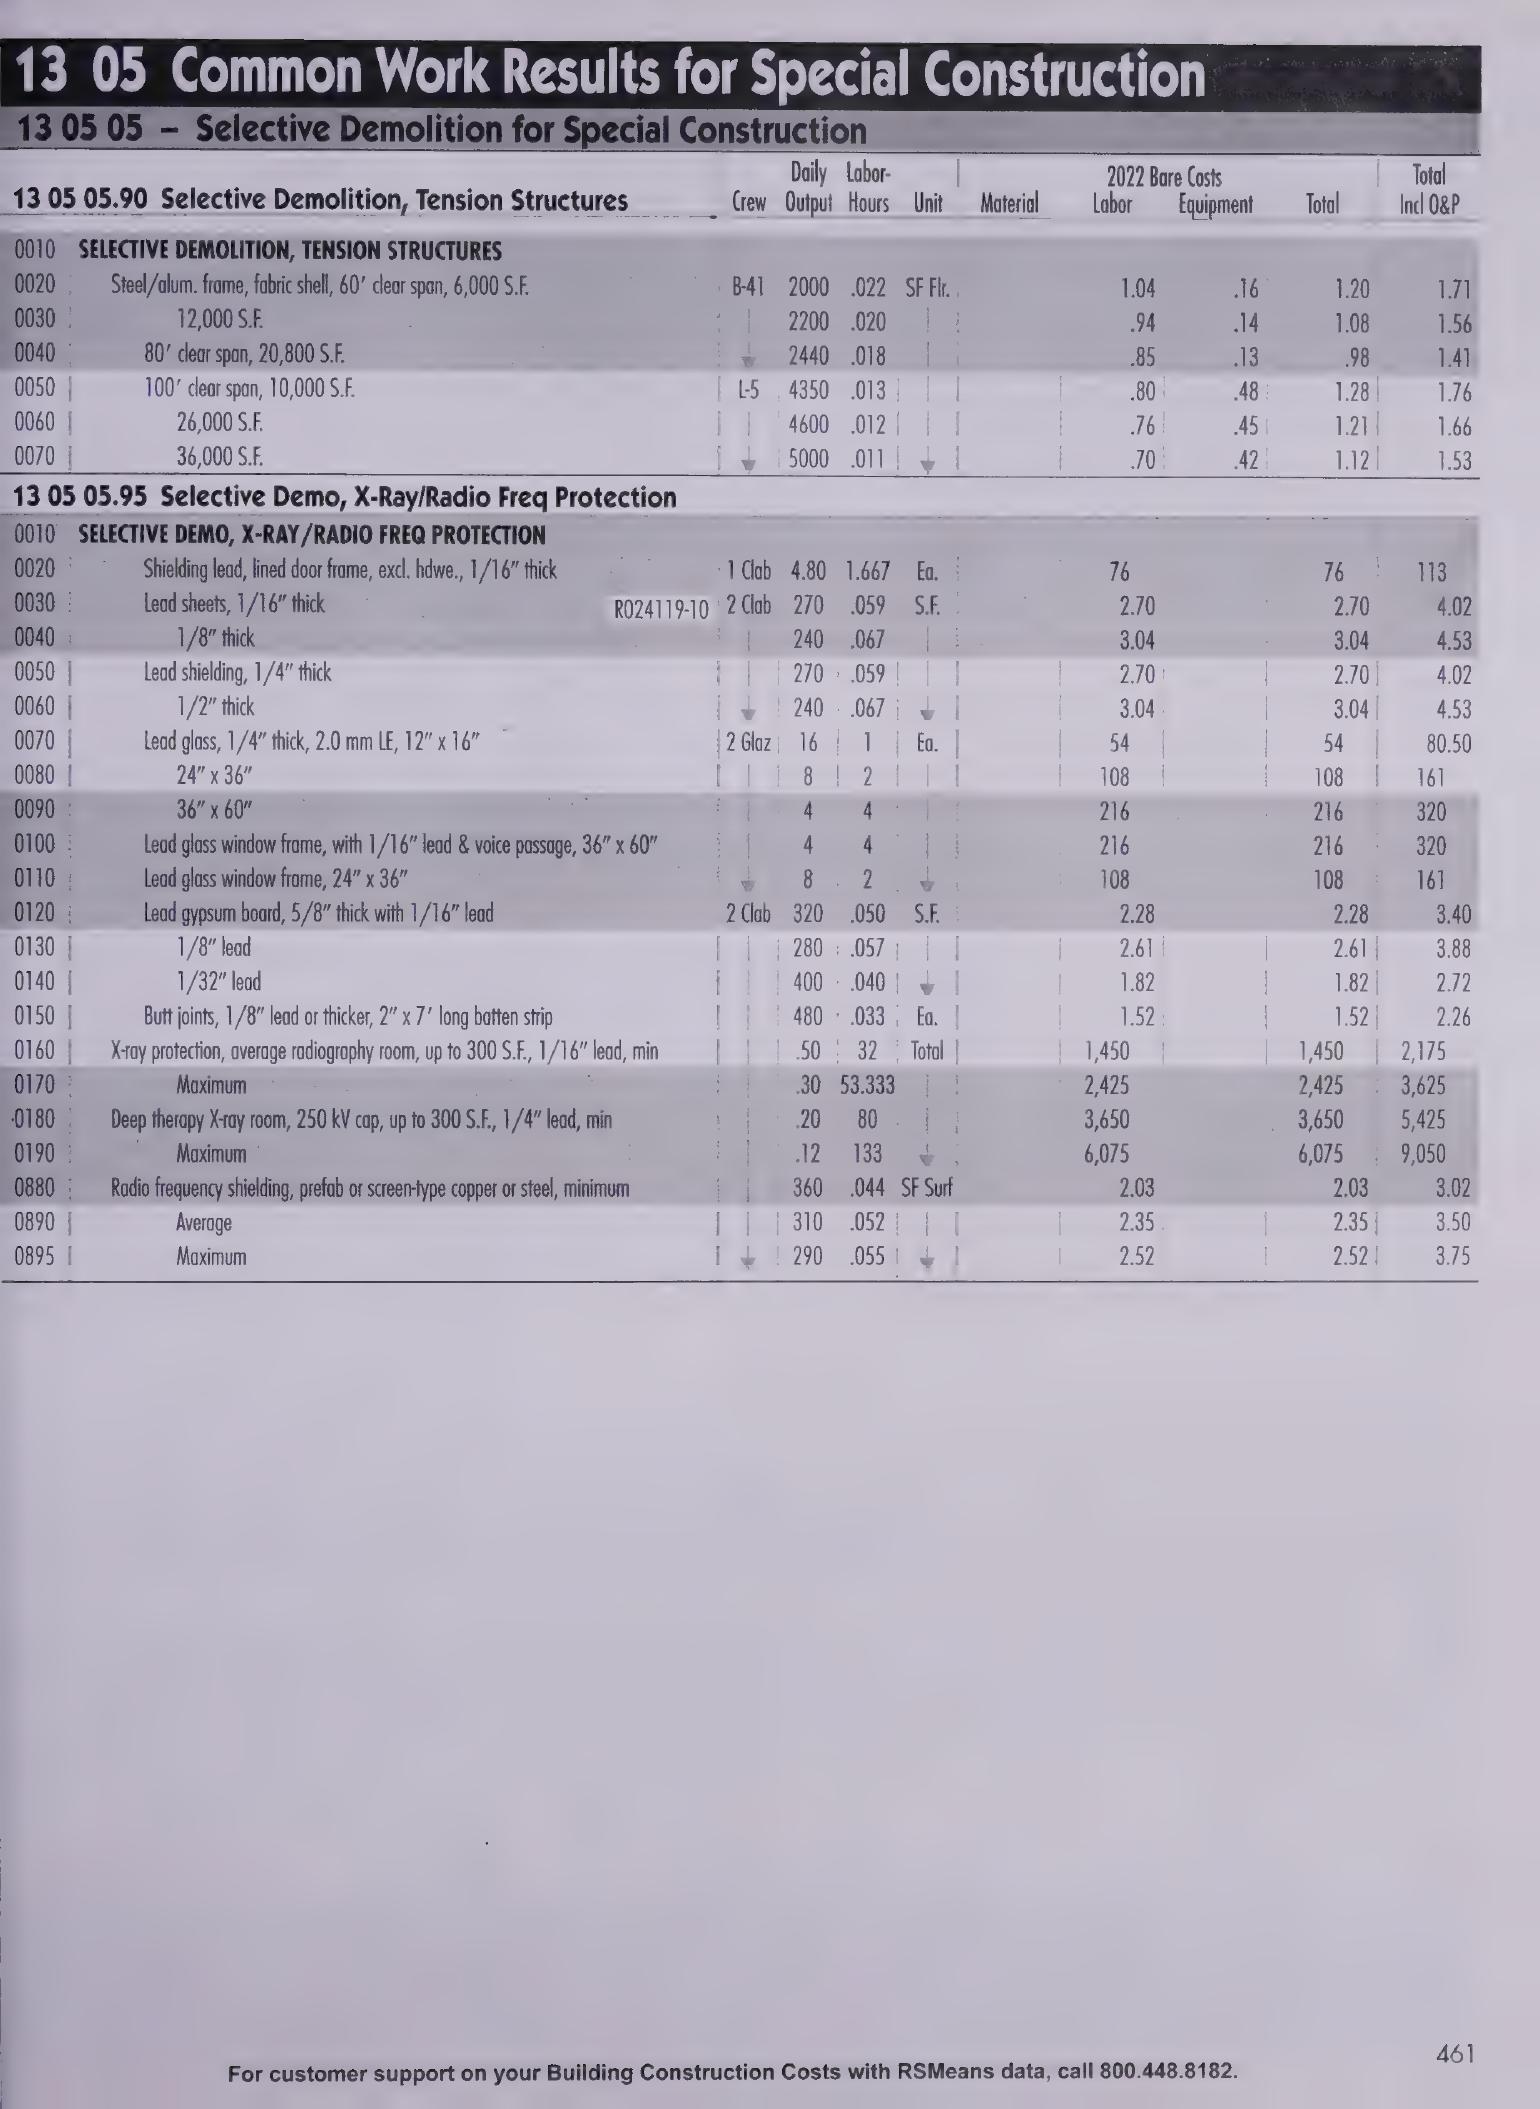 13 05 Common Work Results for Special Construction
13 05 05 – Selective Demolition for Special Construction
13 05 05.90 Selective Demolition, Tension Structures Crew Daily Output Labor-Hours Unit Material 2022 Bare Costs Labor Equipment Total Total Incl O&P
0010 SELECTIVE DEMOLITION, TENSION STRUCTURES
0020 Steel/alum. frame, fabric shell, 60' clear span, 6,000 S.F. B-41 2000 .022 SF Flr. 1.04 .16 1.20 1.71
0030 12,000 S.F. 2200 .020 .94 .14 1.08 1.56
0040 80' clear span, 20,800 S.F. 2440 .018 .85 .13 .98 1.41
0050 100' clear span, 10,000 S.F. L-5 4350 .013 .80 .48 1.28 1.76
0060 26,000 S.F. 4600 .012 .76 .45 1.21 1.66
0070 36,000 S.F. 5000 .011 .70 .42 1.12 1.53
13 05 05.95 Selective Demo, X-Ray/Radio Freq Protection
0010 SELECTIVE DEMO, X-RAY/RADIO FREQ PROTECTION
0020 Shielding lead, lined door frame, excl. hdwe., 1/16" thick 1 Clab 4.80 1.667 Ea. 76 76 113
0030 Lead sheets, 1/16" thick R024119-10 2 Clab 270 .059 S.F. 2.70 2.70 4.02
0040 1/8" thick 240 .067 3.04 3.04 4.53
0050 Lead shielding, 1/4" thick 270 .059 2.70 2.70 4.02
0060 1/2" thick 240 .067 3.04 3.04 4.53
0070 Lead glass, 1/4" thick, 2.0 mm LE, 12" x 16" 2 Glaz 16 1 Ea. 54 54 80.50
0080 24" x 36" 8 2 108 108 161
0090 36" x 60" 4 4 216 216 320
0100 Lead glass window frame, with 1/16" lead & voice passage, 36" x 60" 4 4 216 216 320
0110 Lead glass window frame, 24" x 36" 8 2 108 108 161
0120 Lead gypsum board, 5/8" thick with 1/16" lead 2 Clab 320 .050 S.F. 2.28 2.28 3.40
0130 1/8" lead 280 .057 2.61 2.61 3.88
0140 1/32" lead 400 .040 1.82 1.82 2.72
0150 Butt joints, 1/8" lead or thicker, 2" x 7' long batten strip 480 .033 Ea. 1.52 1.52 2.26
0160 X-ray protection, average radiography room, up to 300 S.F., 1/16" lead, min .50 32 Total 1,450 1,450 2,175
0170 Maximum .30 53.333 2,425 2,425 3,625
0180 Deep therapy X-ray room, 250 kV cap, up to 300 S.F., 1/4" lead, min .20 80 3,650 3,650 5,425
0190 Maximum .12 133 6,075 6,075 9,050
0880 Radio frequency shielding, prefab or screen-type copper or steel, minimum 360 .044 SF Surf 2.03 2.03 3.02
0890 Average 310 .052 2.35 2.35 3.50
0895 Maximum 290 .055 2.52 2.52 3.75
For customer support on your Building Construction Costs with RSMeans data, call 800.448.8182.
461